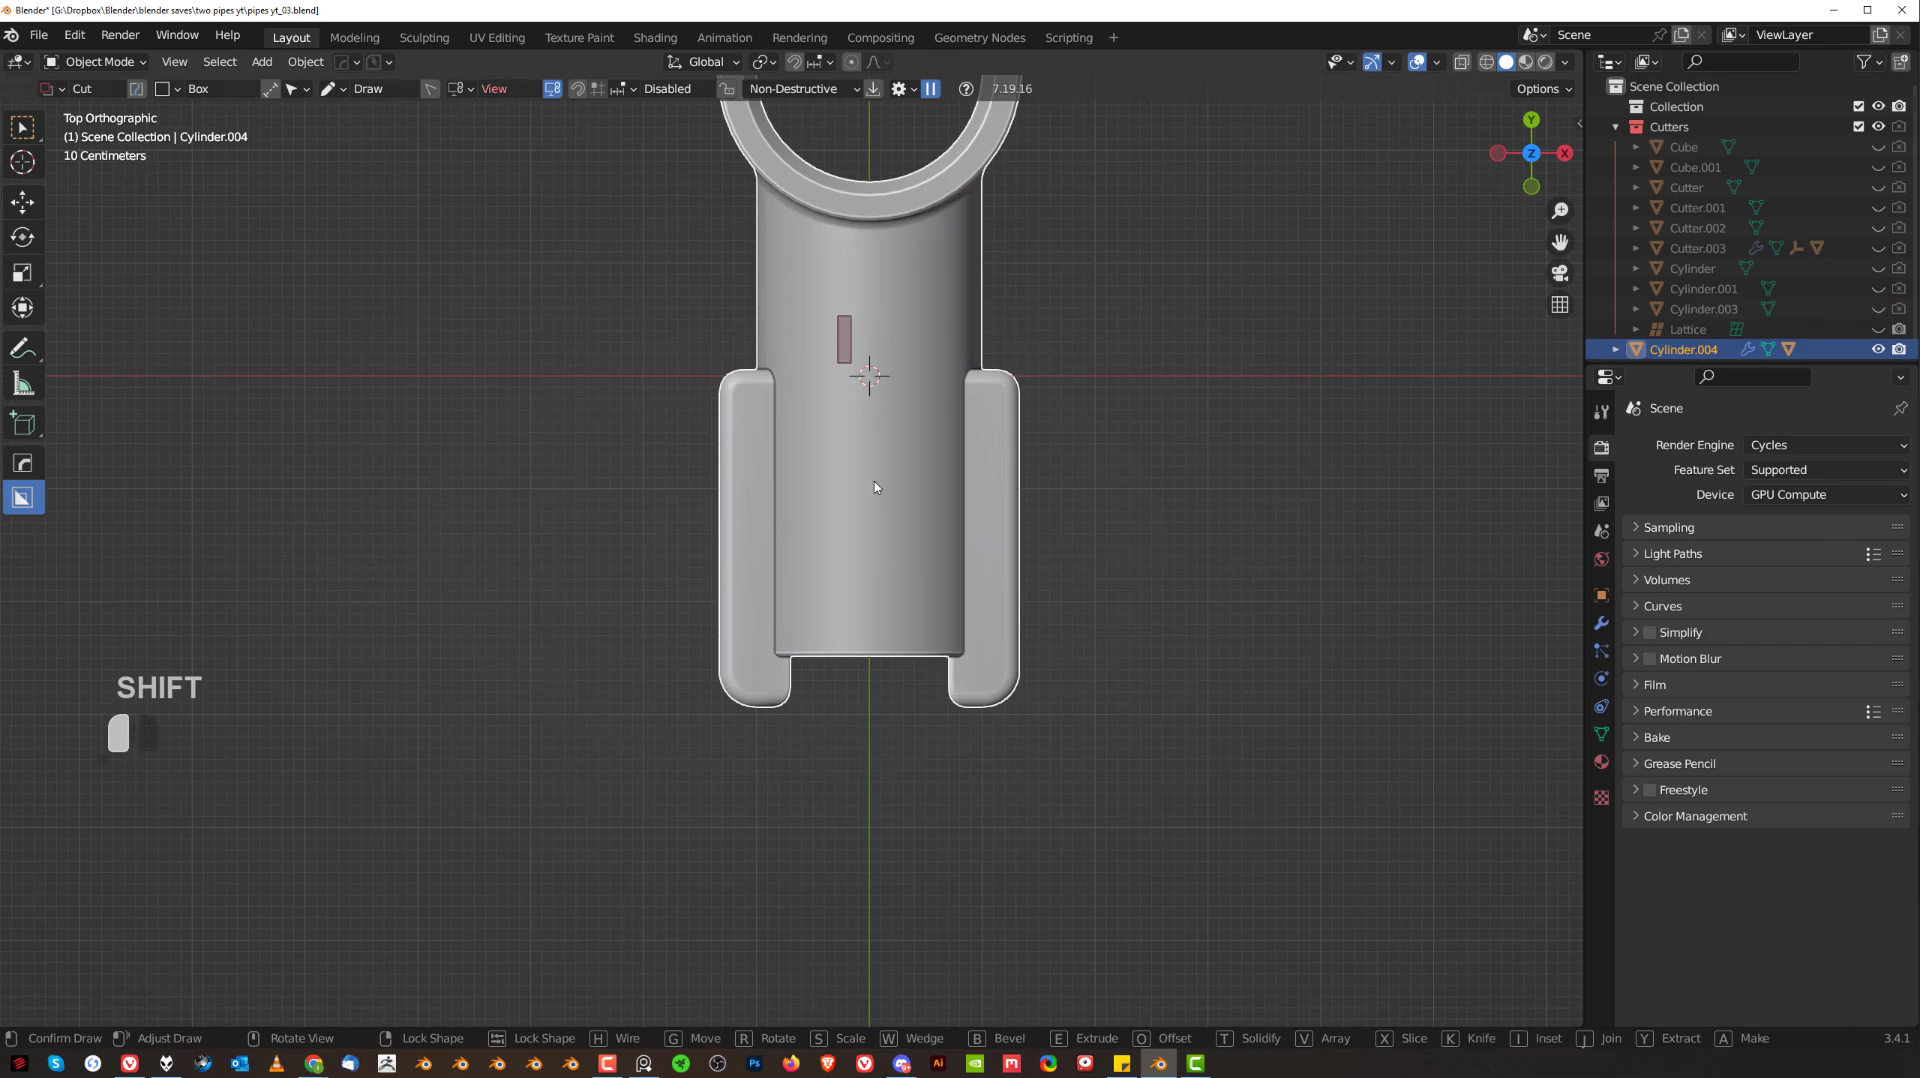 Blender* [G:\Dropbox\Blender\blender saves\two pipes yt\pipes yt_03.blend]
File Edit Render Window Help Layout Modeling Sculpting UV Editing Texture Paint Shading Animation Rendering Compositing Geometry Nodes Scripting + Scene ViewLayer
Object Mode View Select Add Object Global
Cut Box Draw View Disabled Non-Destructive 7.19.16 Options
Top Orthographic
(1) Scene Collection | Cylinder.004
10 Centimeters
Y
Z
X
Scene Collection
Collection
Cutters
Cube
Cube.001
Cutter
Cutter.001
Cutter.002
Cutter.003
Cylinder
Cylinder.001
Cylinder.003
Lattice
Cylinder.004
Scene
Render Engine Cycles
Feature Set Supported
Device GPU Compute
Sampling
Light Paths
Volumes
Curves
Simplify
Motion Blur
Film
Performance
Bake
Grease Pencil
Freestyle
Color Management
SHIFT
Confirm Draw Adjust Draw Rotate View Lock Shape Lock Shape H Wire G Move R Rotate S Scale W Wedge B Bevel E Extrude O Offset T Solidify V Array X Slice K Knife I Inset J Join Y Extract A Make 3.4.1